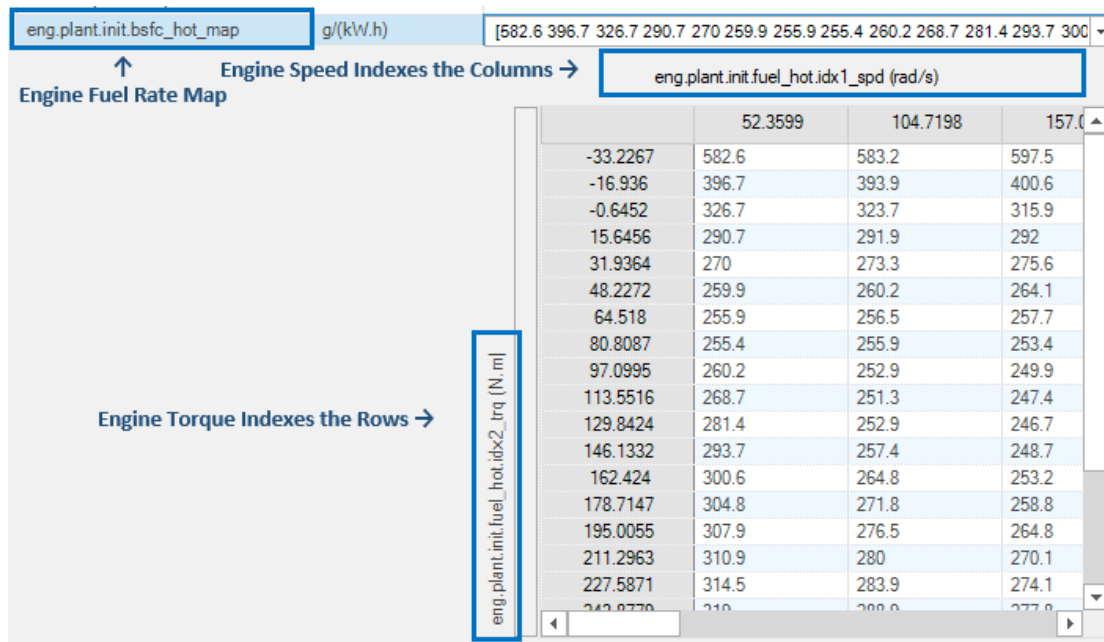 eng.plant.init.bsfc_hot_map g/(kW.h) [582.6 396.7 326.7 290.7 270 259.9 255.9 255.4 260.2 268.7 281.4 293.7 300
Engine Speed Indexes the Columns → eng.plant.init.fuel_hot.idx1_spd (rad/s)
↑
Engine Fuel Rate Map
52.3599 104.7198 157.0
-33.2267 582.6 583.2 597.5
-16.936 396.7 393.9 400.6
-0.6452 326.7 323.7 315.9
15.6456 290.7 291.9 292
31.9364 270 273.3 275.6
48.2272 259.9 260.2 264.1
64.518 255.9 256.5 257.7
80.8087 255.4 255.9 253.4
97.0995 260.2 252.9 249.9
113.5516 268.7 251.3 247.4
129.8424 281.4 252.9 246.7
146.1332 293.7 257.4 248.7
162.424 300.6 264.8 253.2
178.7147 304.8 271.8 258.8
195.0055 307.9 276.5 264.8
211.2963 310.9 280 270.1
227.5871 314.5 283.9 274.1
242.8779 319 288.9 277.8
Engine Torque Indexes the Rows →
eng.plant.init.fuel_hot.idx2_trq (N.m)